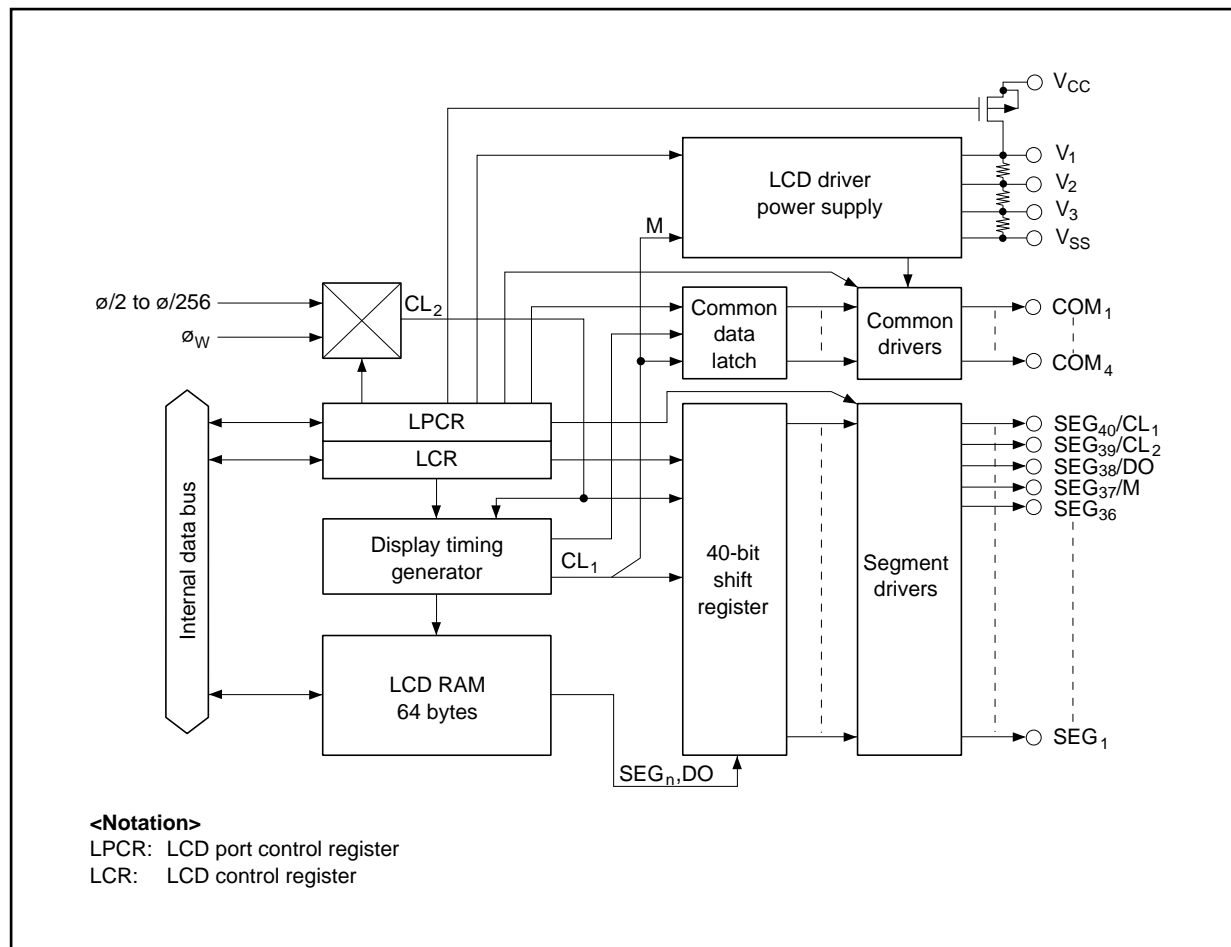 V_CC
V_1
LCD driver
power supply
V_2
V_3
M
V_SS
ø/2 to ø/256
CL_2
ø_W
Common
data
latch
Common
drivers
COM_1
COM_4
LPCR
LCR
SEG_40/CL_1
SEG_39/CL_2
SEG_38/DO
SEG_37/M
SEG_36
Internal data bus
Display timing
generator
CL_1
40-bit
shift
register
Segment
drivers
LCD RAM
64 bytes
SEG_1
SEG_n,DO
<Notation>
LPCR: LCD port control register
LCR: LCD control register